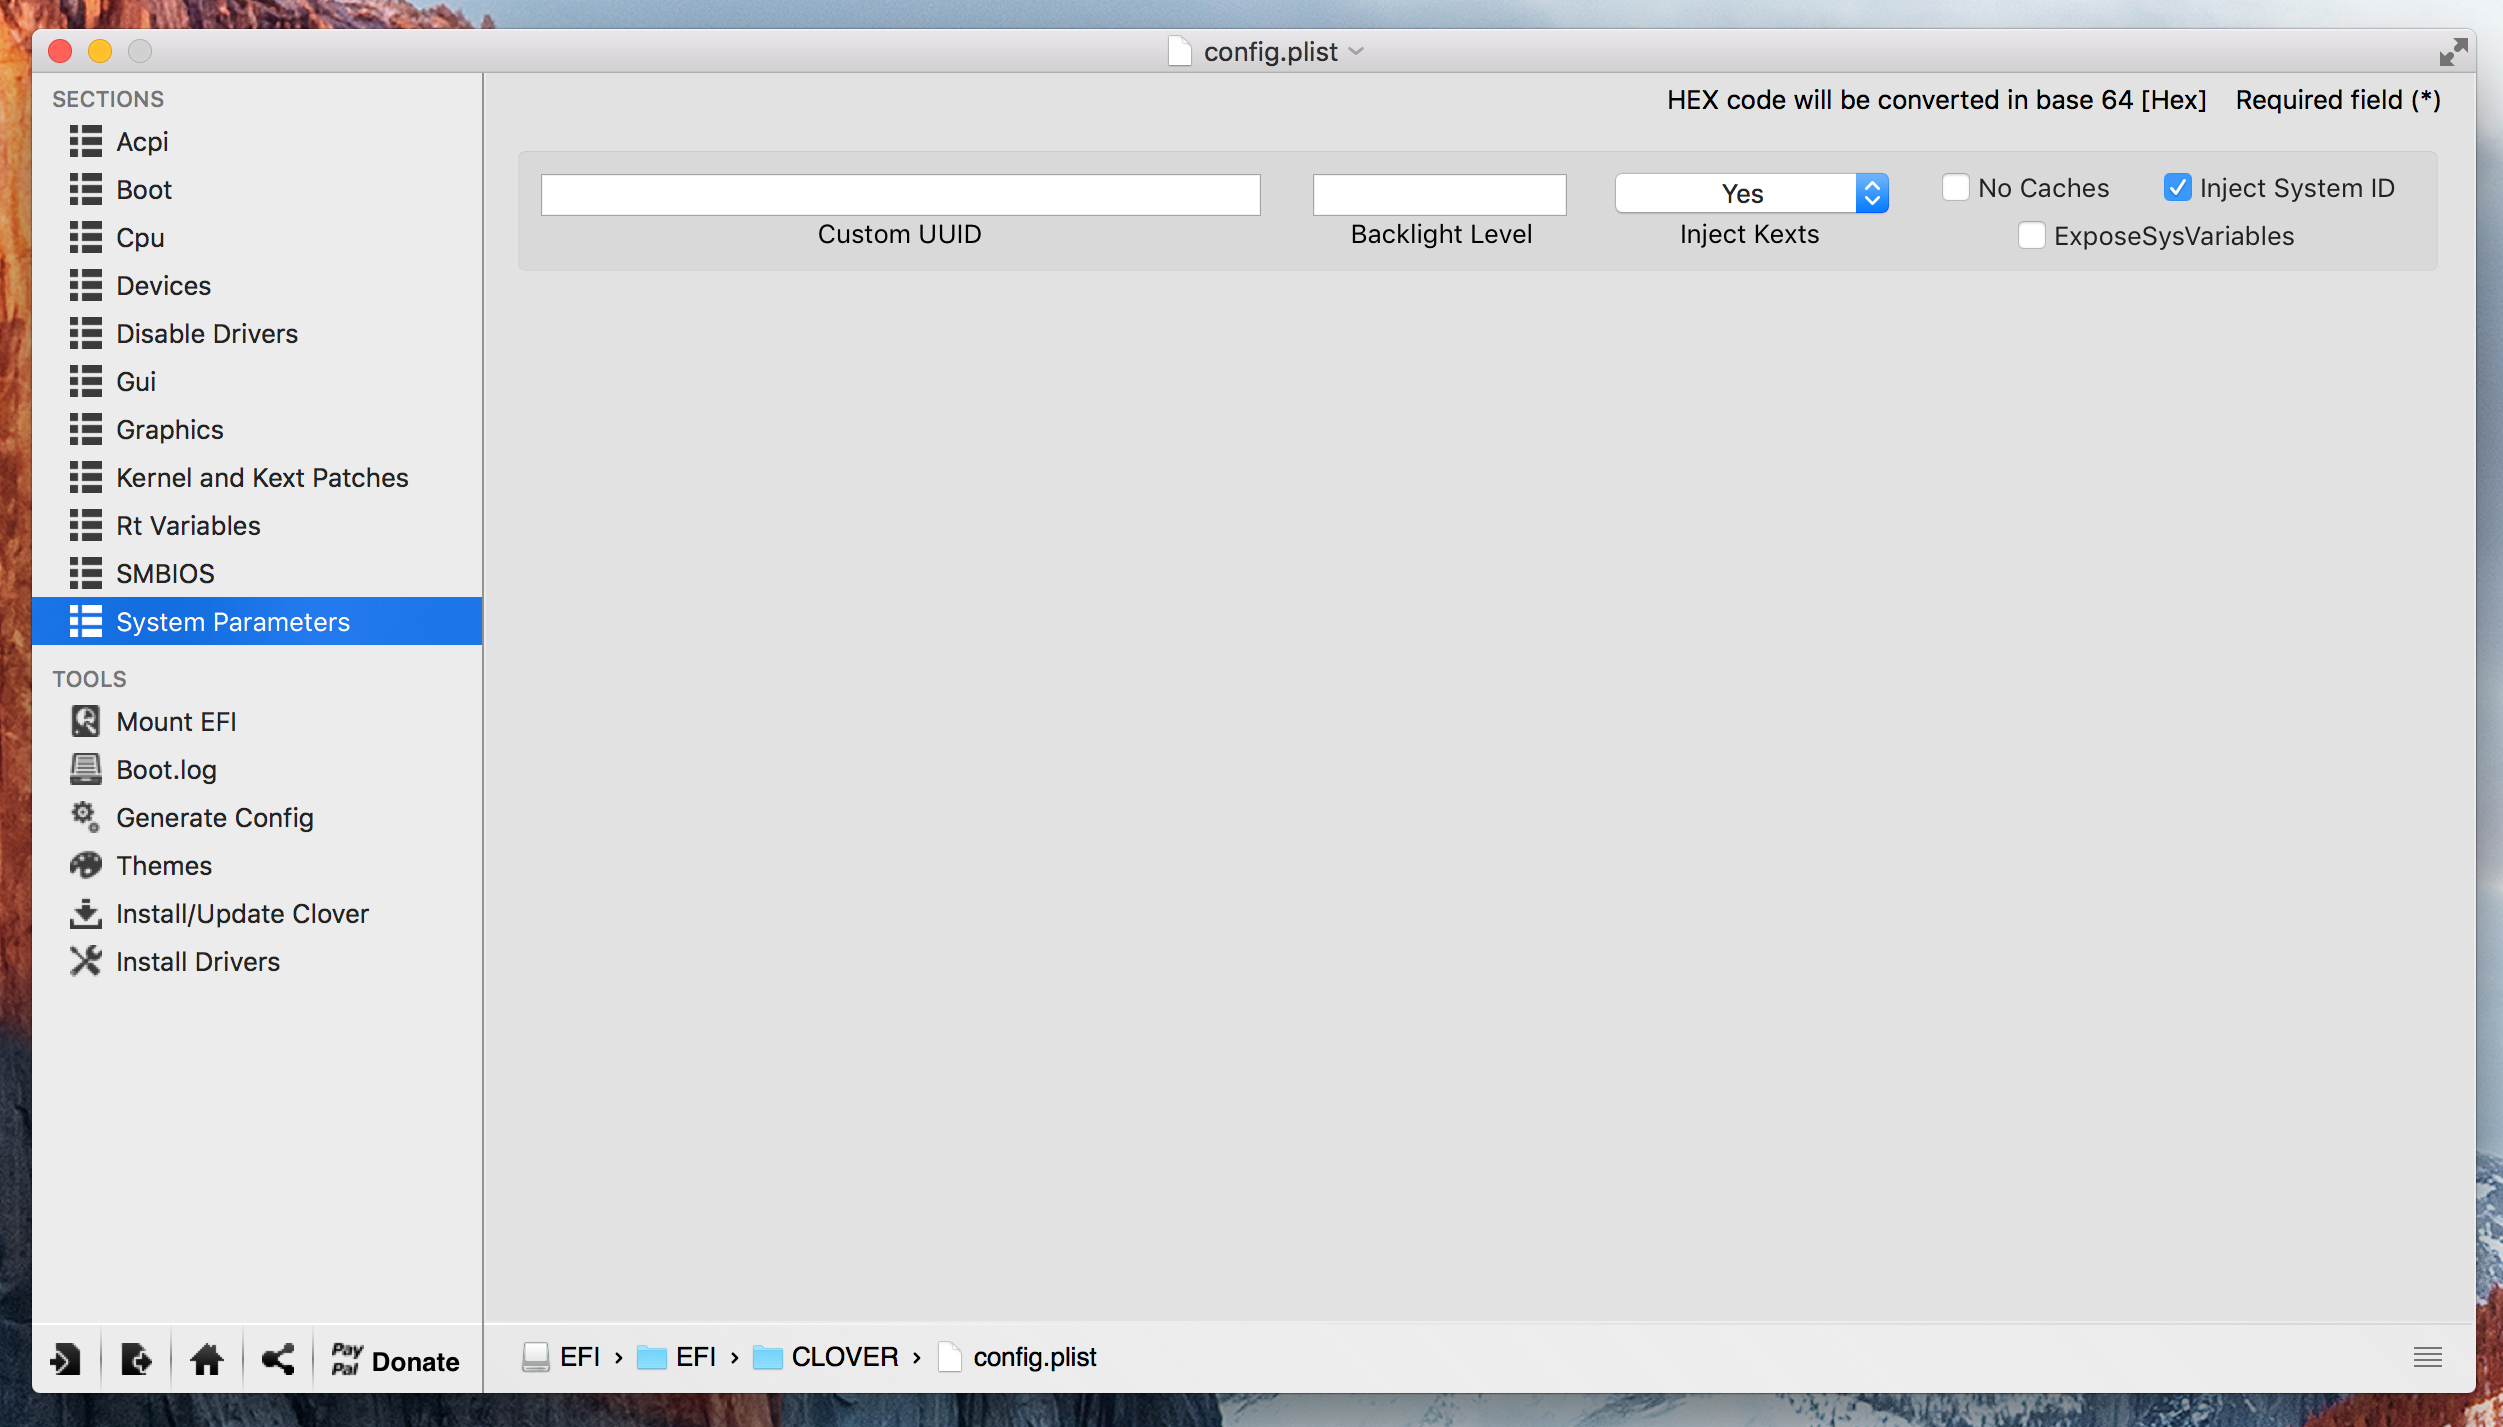 config.plist
SECTIONS
Acpi
Boot
Cpu
Devices
Disable Drivers
Gui
Graphics
Kernel and Kext Patches
Rt Variables
SMBIOS
System Parameters
TOOLS
Mount EFI
Boot.log
Generate Config
Themes
Install/Update Clover
Install Drivers
Pay
Pal Donate
HEX code will be converted in base 64 [Hex] Required field (*)
Yes
No Caches
Inject System ID
Custom UUID
Backlight Level
Inject Kexts
ExposeSysVariables
EFI › EFI › CLOVER › config.plist